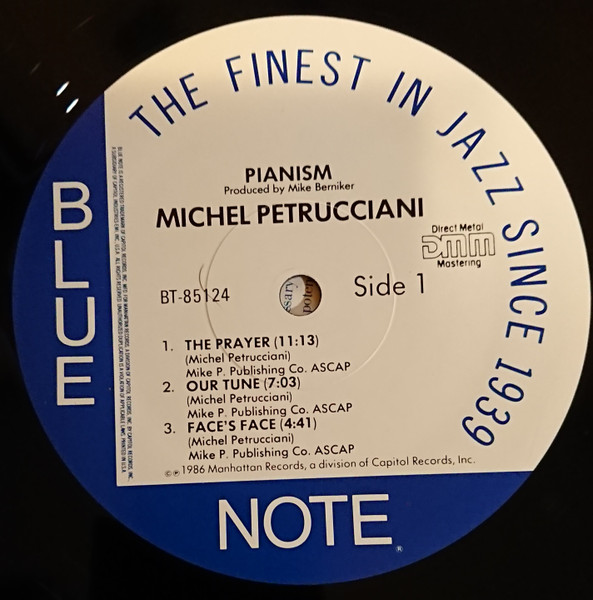 THE FINEST IN JAZZ SINCE 1939
PIANISM
Produced by Mike Berniker
MICHEL PETRUCCIANI
Direct Metal
DMM
Mastering
BT-85124
Side 1
1. THE PRAYER (11:13)
(Michel Petrucciani)
Mike P. Publishing Co. ASCAP
2. OUR TUNE (7:03)
(Michel Petrucciani)
Mike P. Publishing Co. ASCAP
3. FACE'S FACE (4:41)
(Michel Petrucciani)
Mike P. Publishing Co. ASCAP
©℗1986 Manhattan Records, a division of Capitol Records, Inc.
BLUE
NOTE®